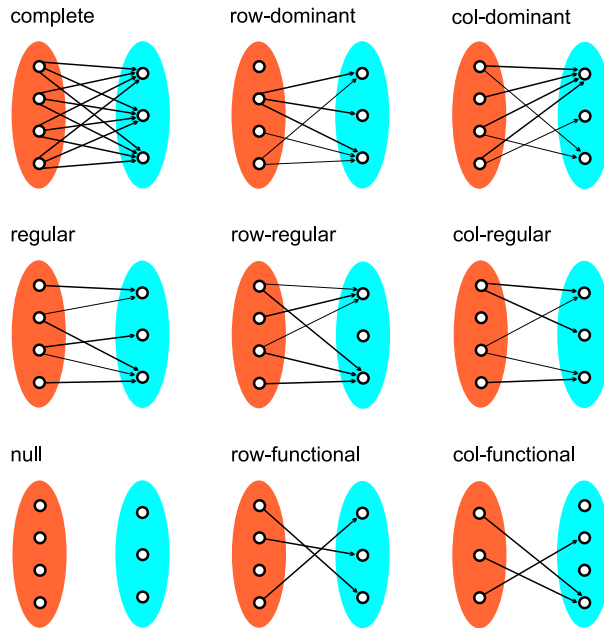 complete
row-dominant
col-dominant
regular
row-regular
col-regular
null
row-functional
col-functional